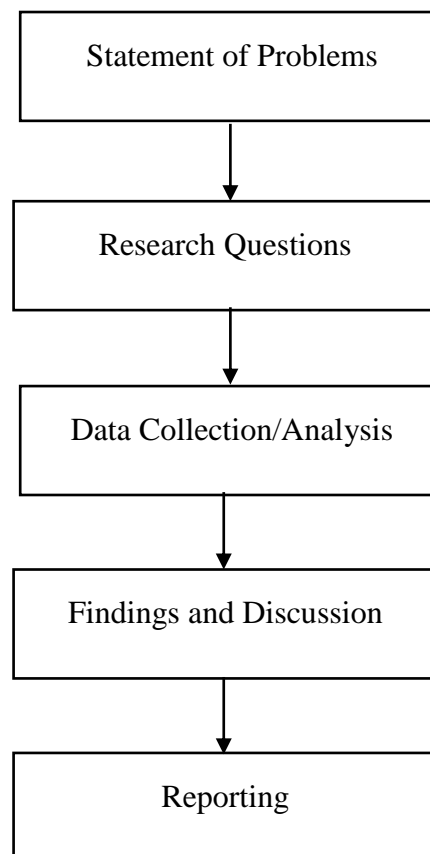 Statement of Problems
Research Questions
Data Collection/Analysis
Findings and Discussion
Reporting